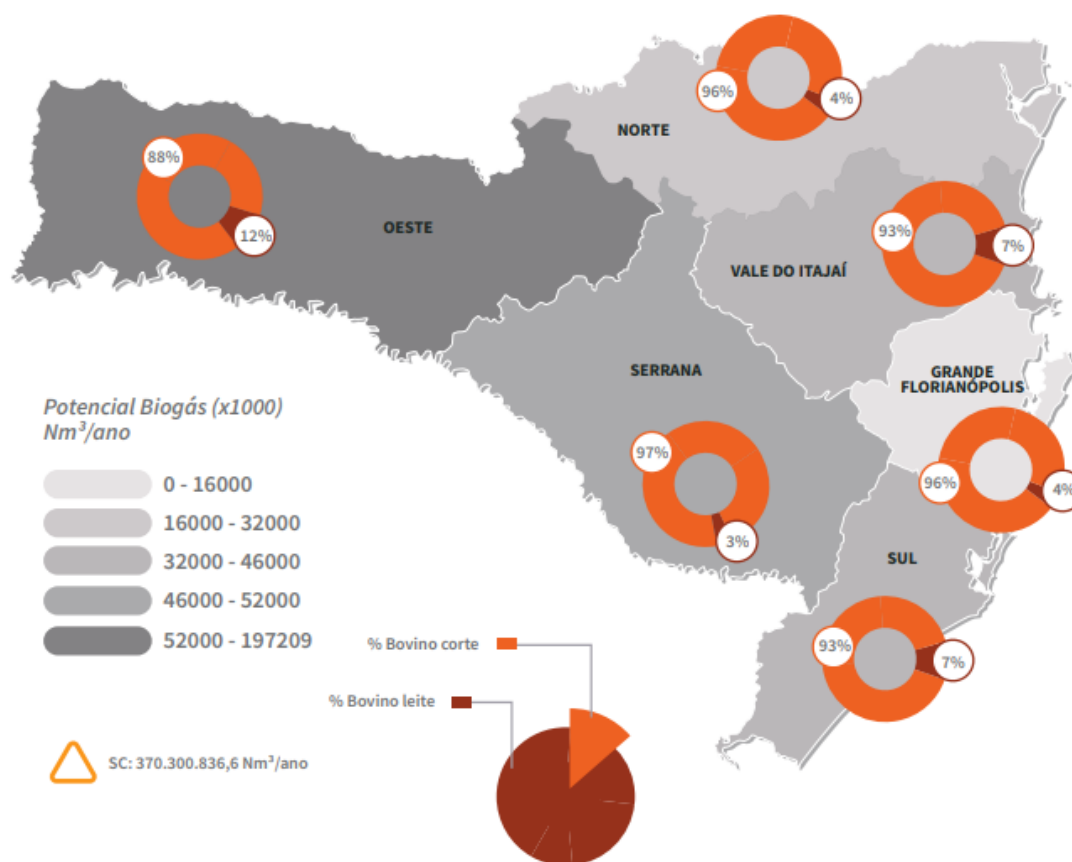 96%
4%
NORTE
88%
12%
OESTE
93%
7%
VALE DO ITAJAÍ
GRANDE
FLORIANÓPOLIS
SERRANA
97%
3%
96%
4%
SUL
93%
7%
Potencial Biogás (x1000)
Nm³/ano
0 - 16000
16000 - 32000
32000 - 46000
46000 - 52000
52000 - 197209
% Bovino corte
% Bovino leite
SC: 370.300.836,6 Nm³/ano